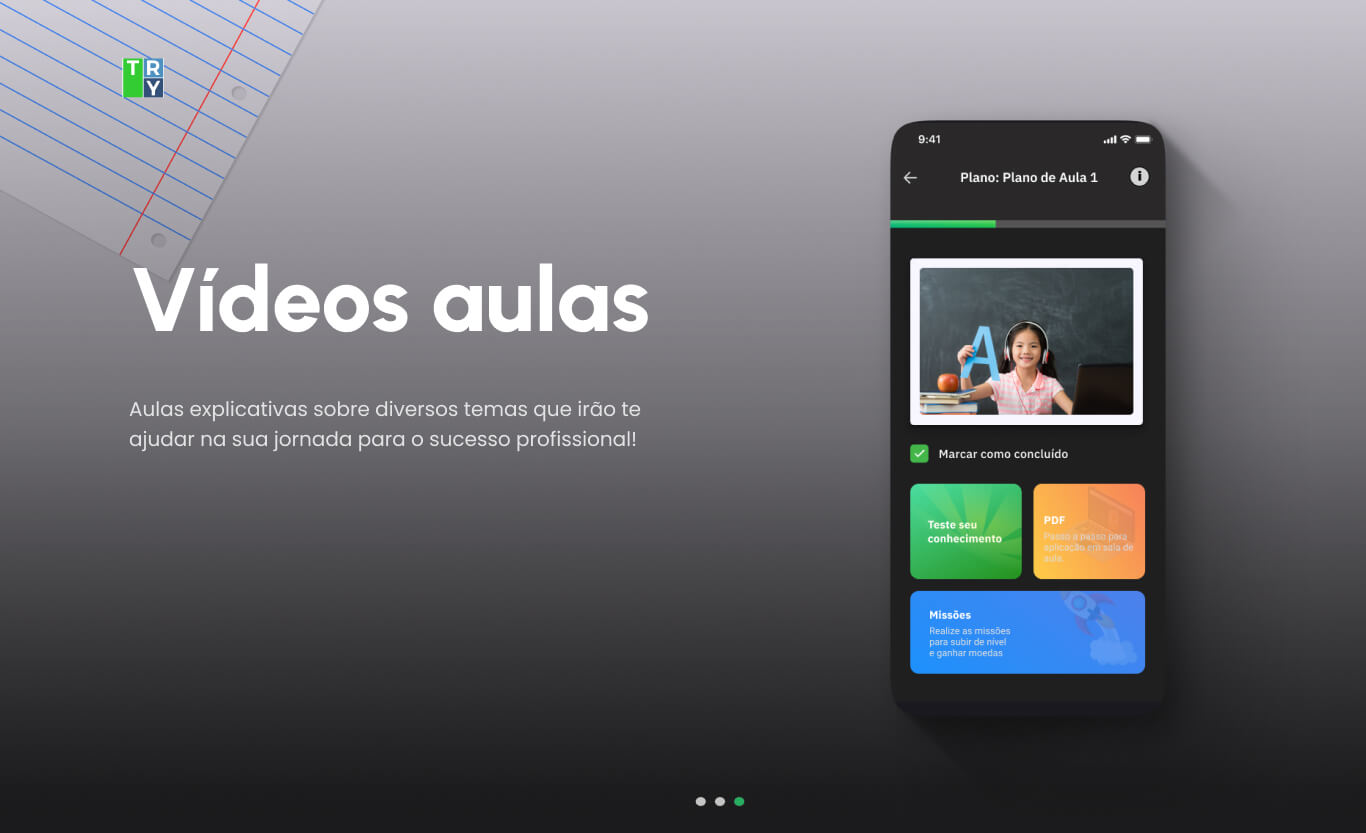 TR
Y
Vídeos aulas
Aulas explicativas sobre diversos temas que irão te
ajudar na sua jornada para o sucesso profissional!
9:41
Plano: Plano de Aula 1
i
A
Marcar como concluído
Teste seu
conhecimento
PDF
Passo a passo para
aplicação em sala de
aula.
Missões
Realize as missões
para subir de nível
e ganhar moedas